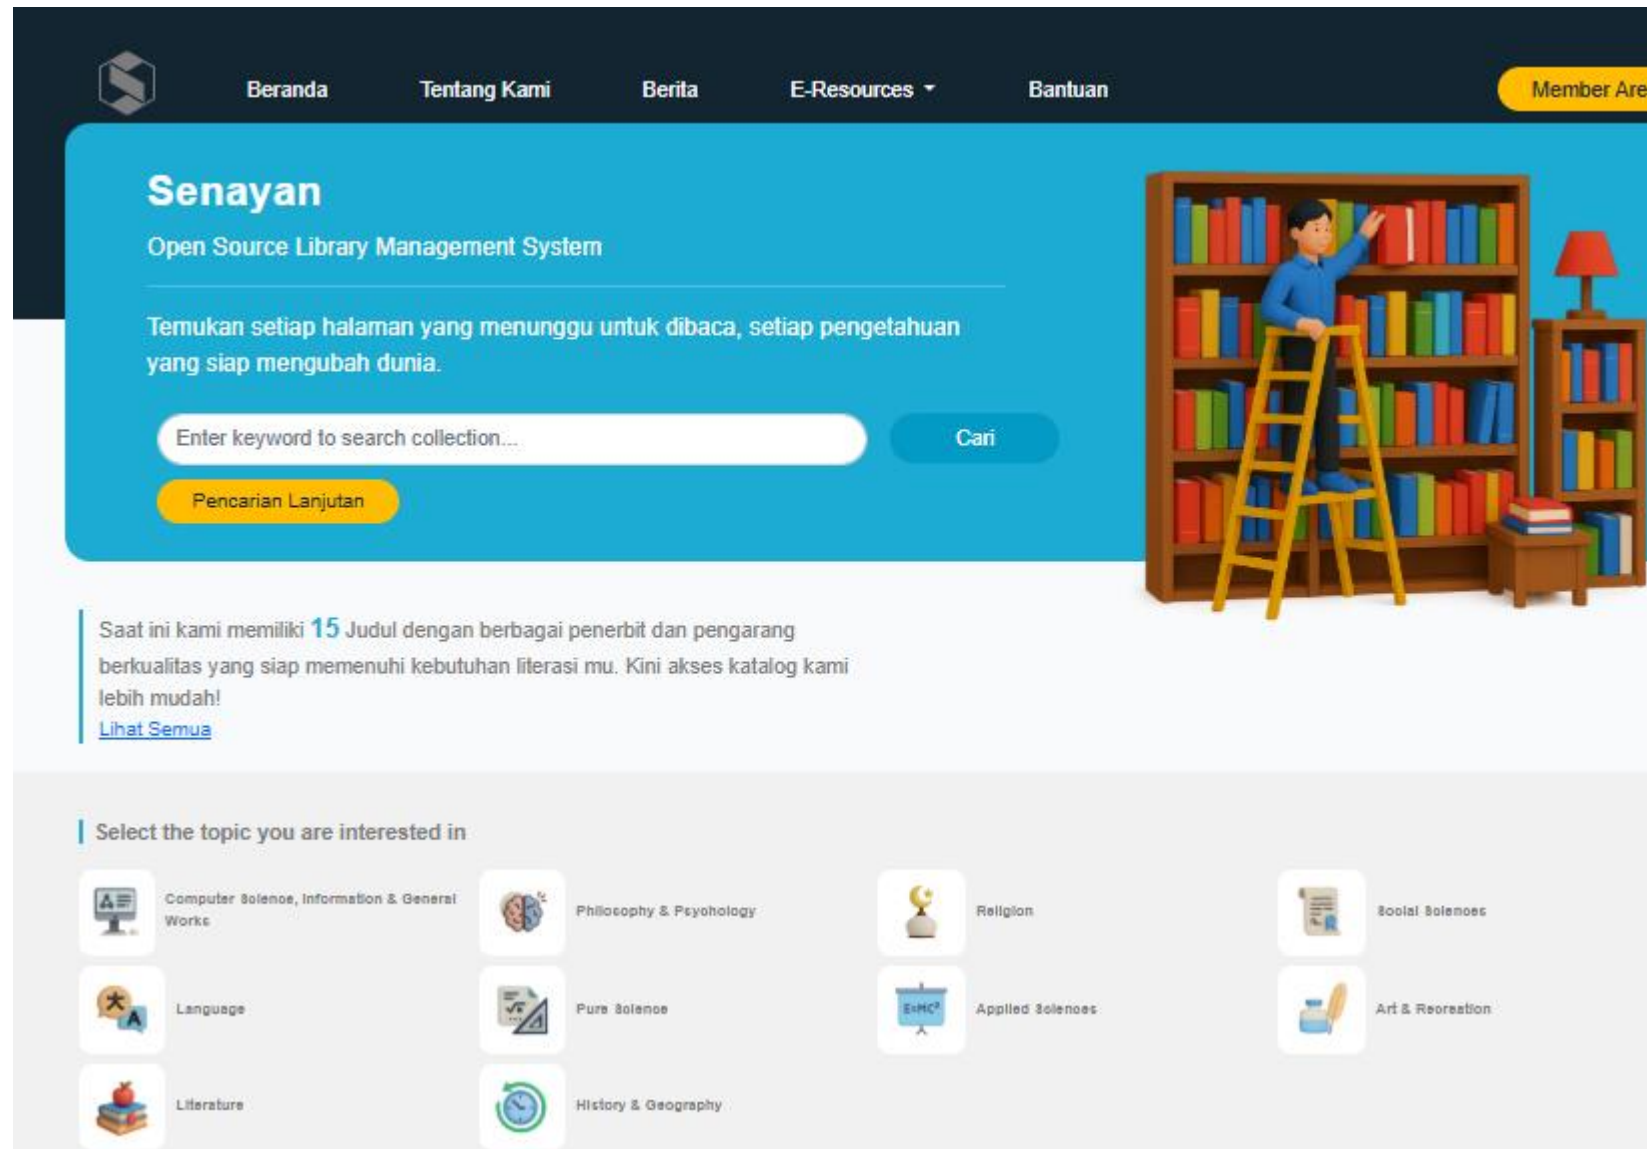 Beranda Tentang Kami Berita E-Resources Bantuan Member Are
Senayan
Open Source Library Management System
Temukan setiap halaman yang menunggu untuk dibaca, setiap pengetahuan
yang siap mengubah dunia.
Enter keyword to search collection... Cari
Pencarian Lanjutan
Saat ini kami memiliki 15 Judul dengan berbagai penerbit dan pengarang
berkualitas yang siap memenuhi kebutuhan literasi mu. Kini akses katalog kami
lebih mudah!
Lihat Semua
Select the topic you are interested in
Computer Science, Information & General
Works
Philosophy & Psychology
Religion
Social Sciences
Language
Pure Science
E=MC²
Applied Sciences
Art & Recreation
Literature
History & Geography